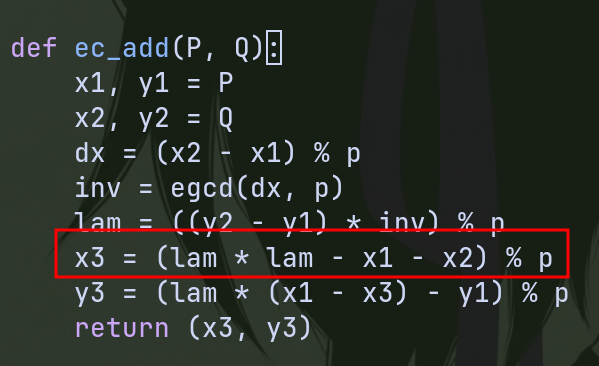 def ec_add(P, Q):
    x1, y1 = P
    x2, y2 = Q
    dx = (x2 - x1) % p
    inv = egcd(dx, p)
    lam = ((y2 - y1) * inv) % p
    x3 = (lam * lam - x1 - x2) % p
    y3 = (lam * (x1 - x3) - y1) % p
    return (x3, y3)